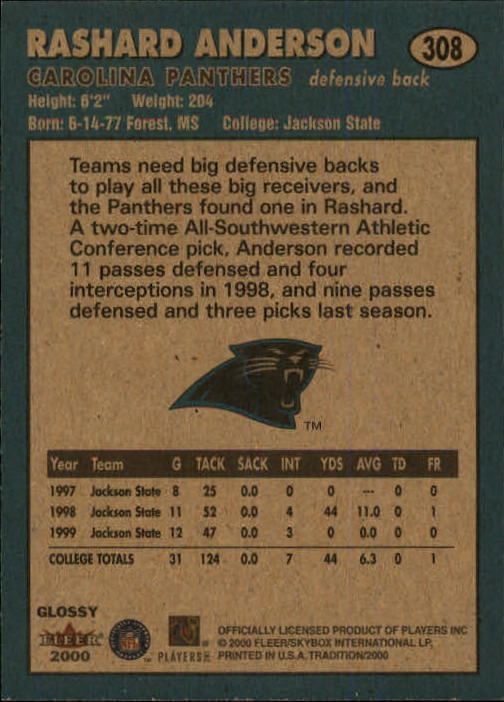 RASHARD ANDERSON 308
CAROLINA PANTHERS defensive back
Height: 6'2" Weight: 204
Born: 6-14-77 Forest, MS College: Jackson State
Teams need big defensive backs
to play all these big receivers, and
the Panthers found one in Rashard.
A two-time All-Southwestern Athletic
Conference pick, Anderson recorded
11 passes defensed and four
interceptions in 1998, and nine passes
defensed and three picks last season.
TM
Year Team G TACK SACK INT YDS AVG TD FR
1997 Jackson State 8 25 0.0 0 0 --- 0 0
1998 Jackson State 11 52 0.0 4 44 11.0 0 1
1999 Jackson State 12 47 0.0 3 0 0.0 0 0
COLLEGE TOTALS 31 124 0.0 7 44 6.3 0 1
GLOSSY
FLEER
2000
NFL
PLAYERS
OFFICIALLY LICENSED PRODUCT OF PLAYERS INC
© 2000 FLEER/SKYBOX INTERNATIONAL LP,
PRINTED IN U.S.A. TRADITION/2000